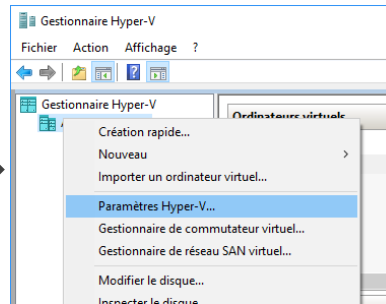 Gestionnaire Hyper-V
Fichier Action Affichage ?
Gestionnaire Hyper-V
Ordinateurs virtuels
Création rapide...
Nouveau
Importer un ordinateur virtuel...
Paramètres Hyper-V...
Gestionnaire de commutateur virtuel...
Gestionnaire de réseau SAN virtuel...
Modifier le disque...
Inspecter le disque